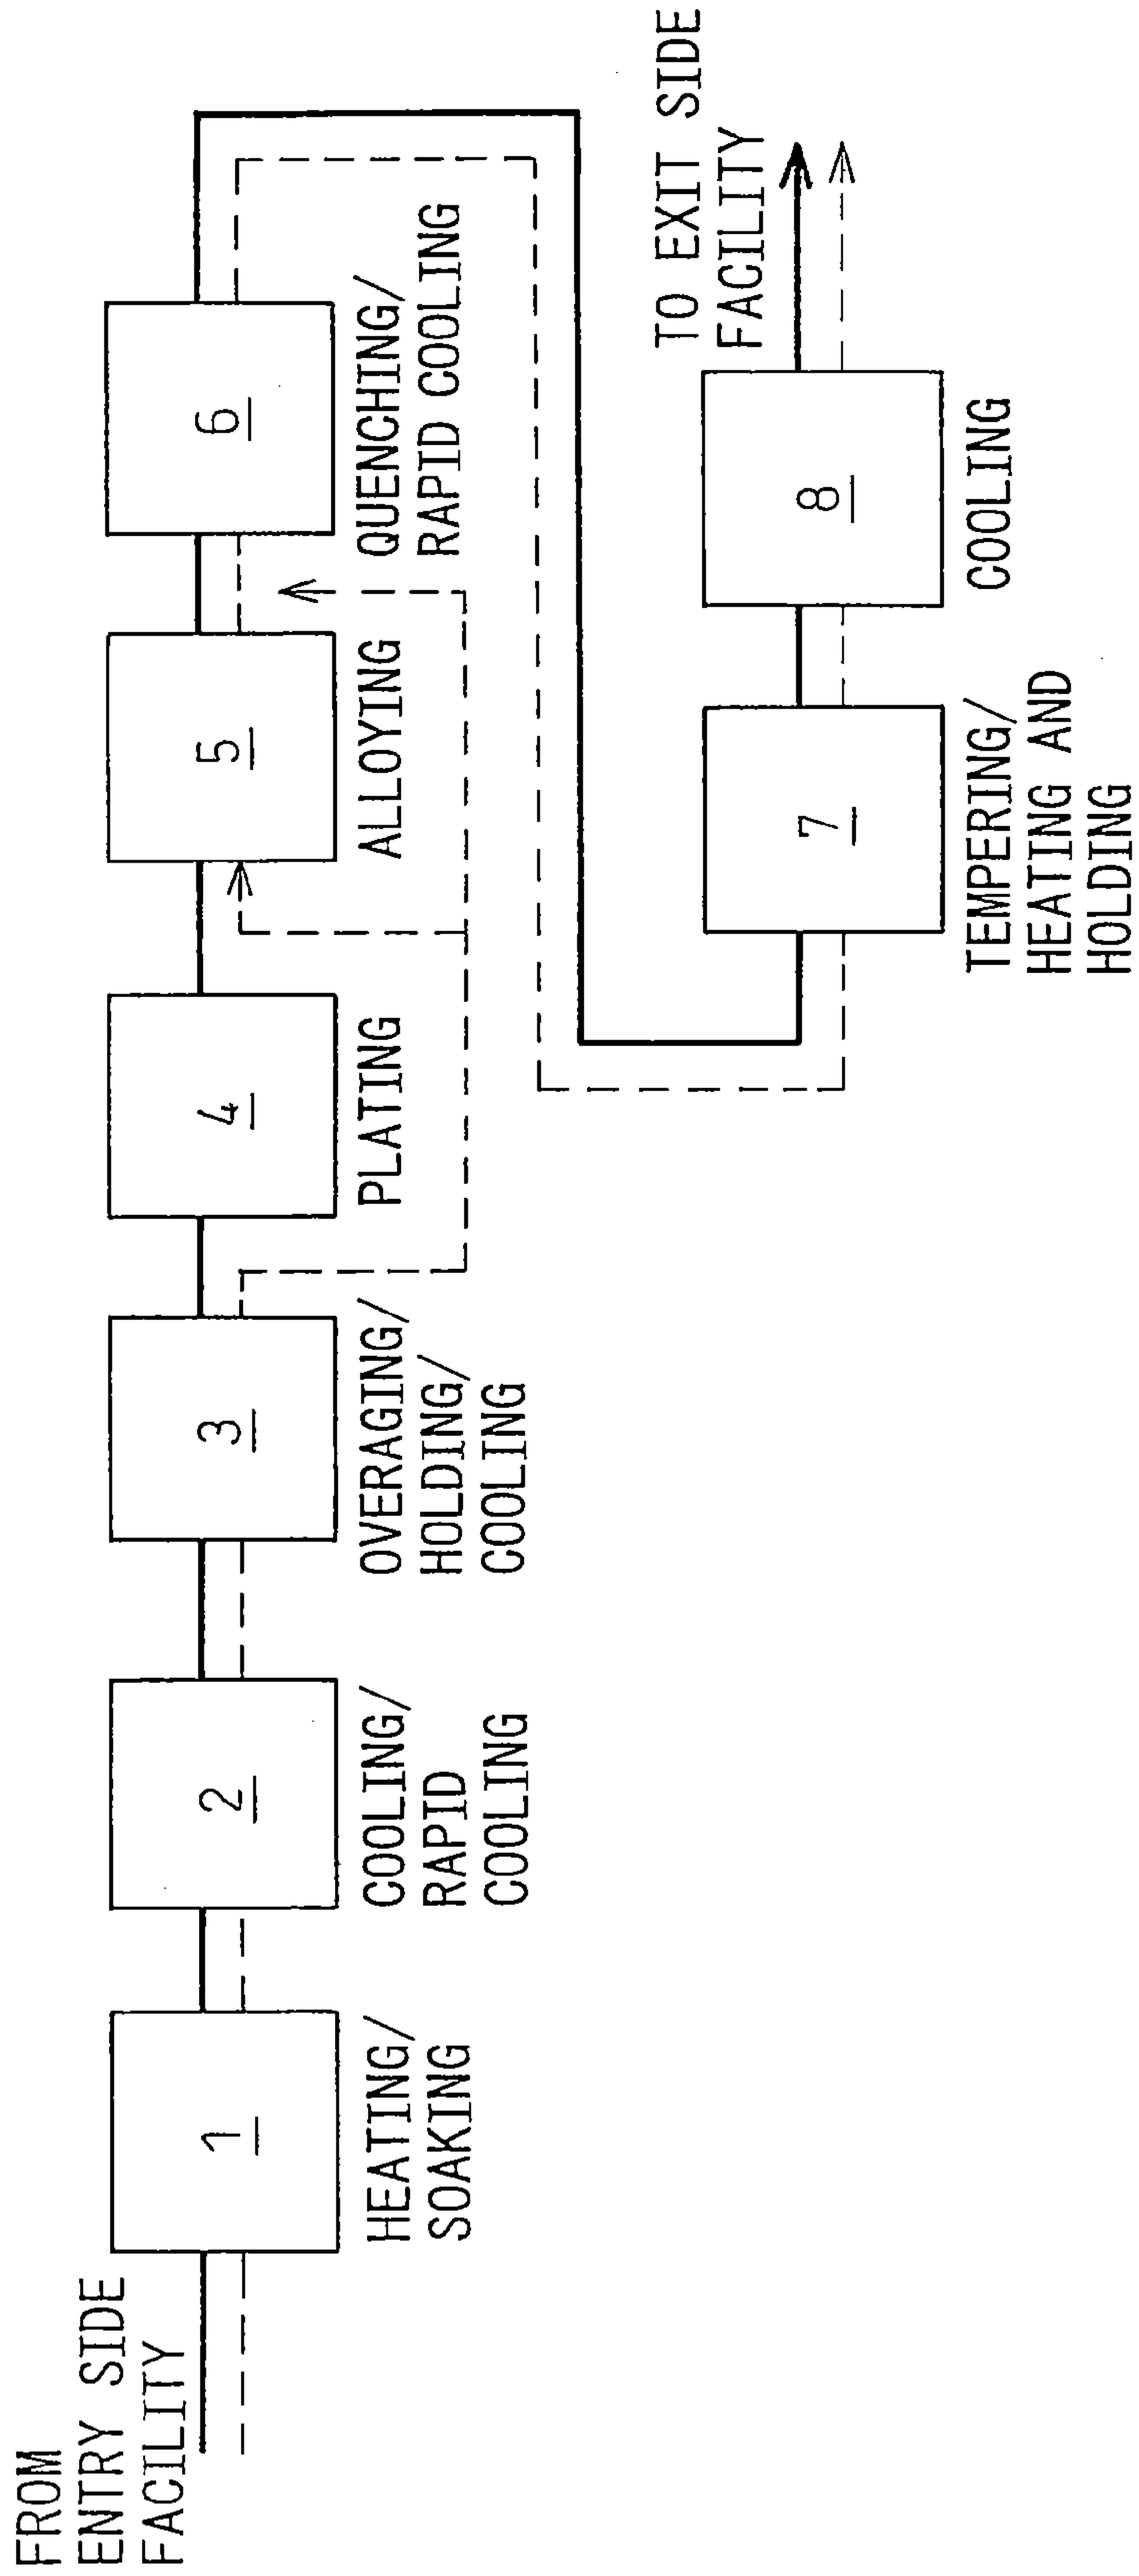 FROM
ENTRY SIDE
FACILITY
1
HEATING/
SOAKING
2
COOLING/
RAPID
COOLING
3
OVERAGING/
HOLDING/
COOLING
4
PLATING
5
ALLOYING
6
QUENCHING/
RAPID COOLING
7
TEMPERING/
HEATING AND
HOLDING
8
COOLING
TO EXIT SIDE
FACILITY